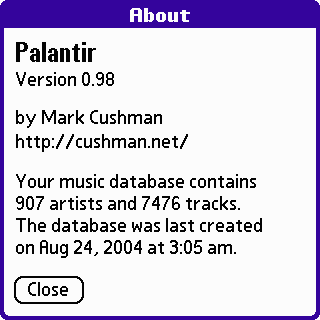 About
Palantir
Version 0.98
by Mark Cushman
http://cushman.net/
Your music database contains
907 artists and 7476 tracks.
The database was last created
on Aug 24, 2004 at 3:05 am.
Close